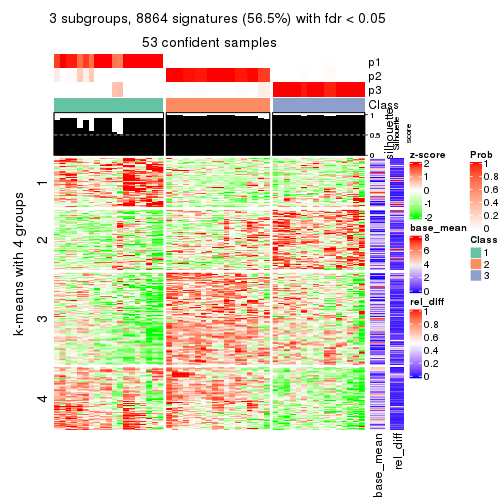 3 subgroups, 8864 signatures (56.5%) with fdr < 0.05
53 confident samples
p1
p2
p3
Class
1
0.5
0
silhouette
Silhouette
score
k-means with 4 groups
1
2
3
4
base_mean
rel_diff
z-score
2
1
0
-1
-2
base_mean
8
6
4
2
0
rel_diff
1
0.8
0.6
0.4
0.2
0
Prob
1
0.8
0.6
0.4
0.2
0
Class
1
2
3